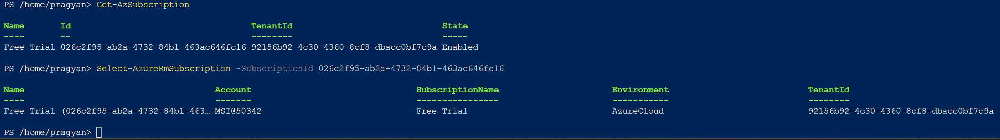 PS /home/pragyan> Get-AzSubscription
Name Id TenantId State
---- -- -------- -----
Free Trial 026c2f95-ab2a-4732-84b1-463ac646fc16 92156b92-4c30-4360-8cf8-dbacc0bf7c9a Enabled
PS /home/pragyan> Select-AzureRmSubscription -SubscriptionId 026c2f95-ab2a-4732-84b1-463ac646fc16
Name Account SubscriptionName Environment TenantId
---- ------- ---------------- ----------- --------
Free Trial (026c2f95-ab2a-4732-84b1-463… MSI@50342 Free Trial AzureCloud 92156b92-4c30-4360-8cf8-dbacc0bf7c9a
PS /home/pragyan>